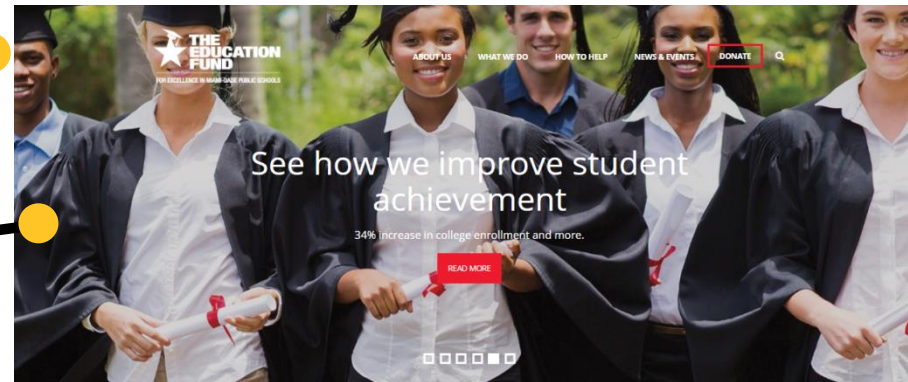 THE
EDUCATION
FUND
FOR EXCELLENCE IN MIAMI-DADE PUBLIC SCHOOLS
ABOUT US WHAT WE DO HOW TO HELP NEWS & EVENTS DONATE
See how we improve student
achievement
34% increase in college enrollment and more.
READ MORE